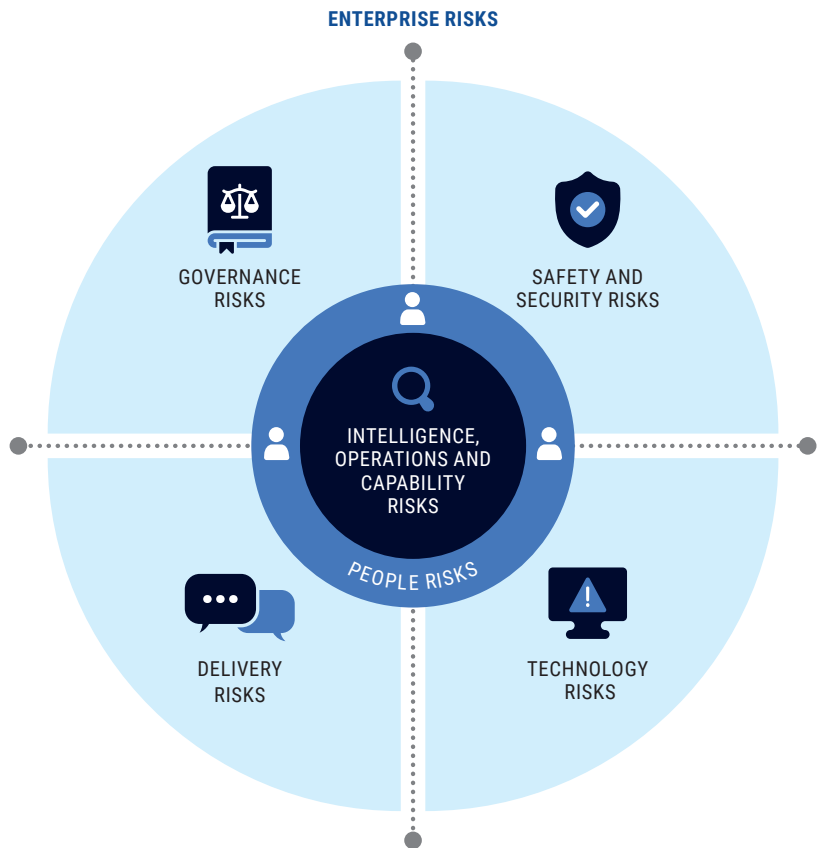 ENTERPRISE RISKS
GOVERNANCE
RISKS
SAFETY AND
SECURITY RISKS
INTELLIGENCE,
OPERATIONS AND
CAPABILITY
RISKS
PEOPLE RISKS
DELIVERY
RISKS
TECHNOLOGY
RISKS